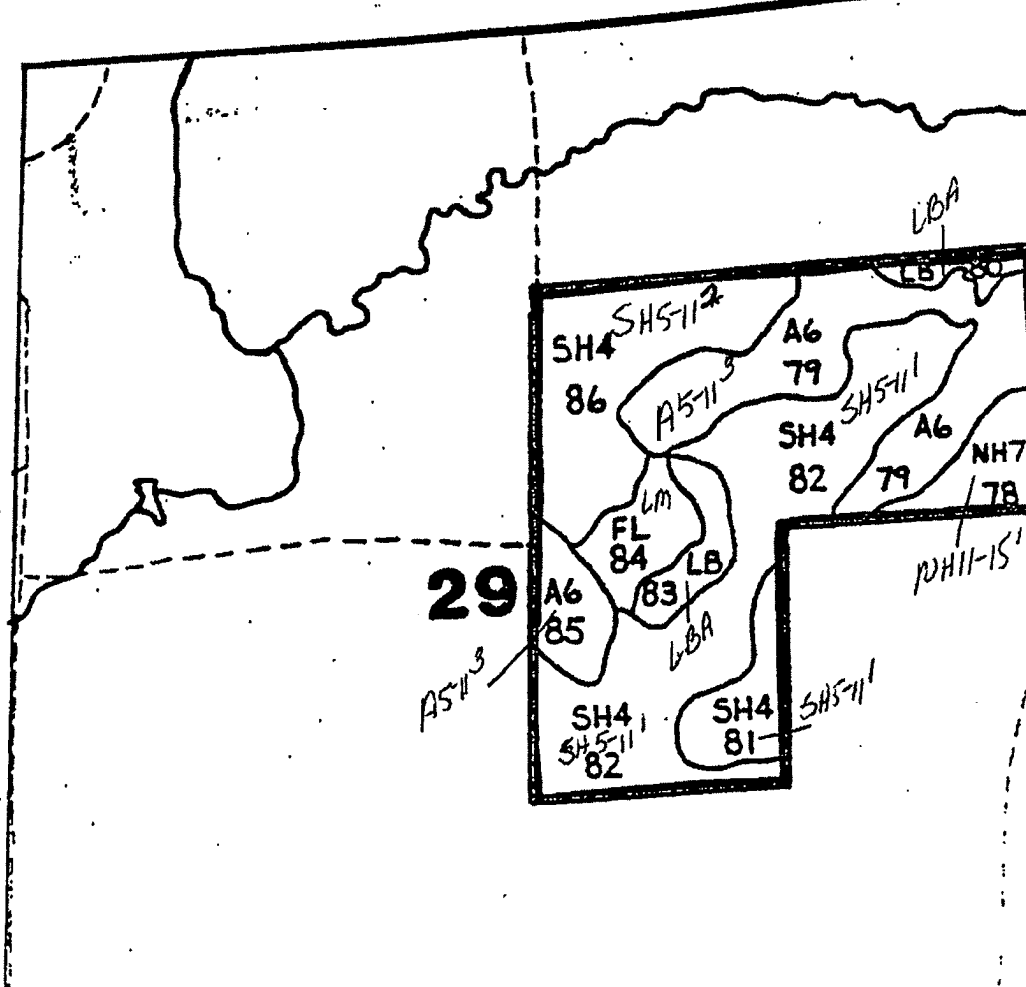 LBA
LB 80
SH5-11²
SH4
86
A6
79
A5-11³
SH5-11¹
SH4
82
A6
79
NH7
78
NH11-15¹
LM
FL
84
LB
83
LBA
29
A6
85
A5-11³
SH4
SH5-11¹
82
SH4
81
SH5-11¹